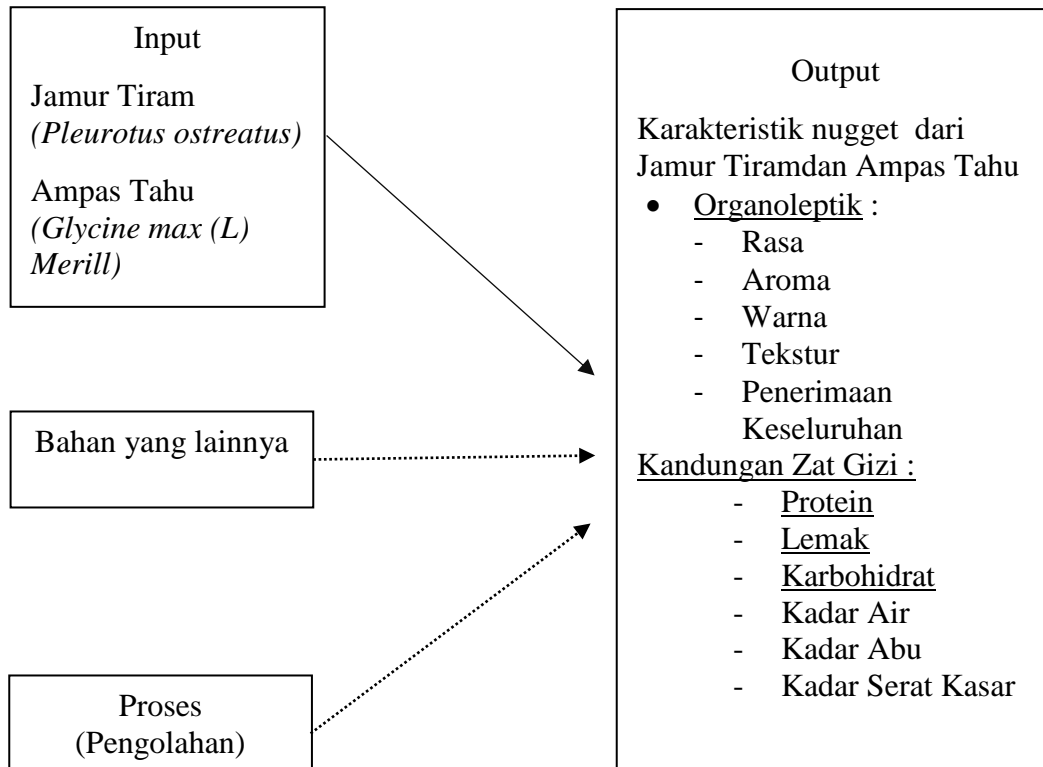 Input
Jamur Tiram
(Pleurotus ostreatus)
Ampas Tahu
(Glycine max (L)
Merill)
Bahan yang lainnya
Proses
(Pengolahan)
Output
Karakteristik nugget dari
Jamur Tiramdan Ampas Tahu
• Organoleptik :
- Rasa
- Aroma
- Warna
- Tekstur
- Penerimaan
Keseluruhan
Kandungan Zat Gizi :
- Protein
- Lemak
- Karbohidrat
- Kadar Air
- Kadar Abu
- Kadar Serat Kasar